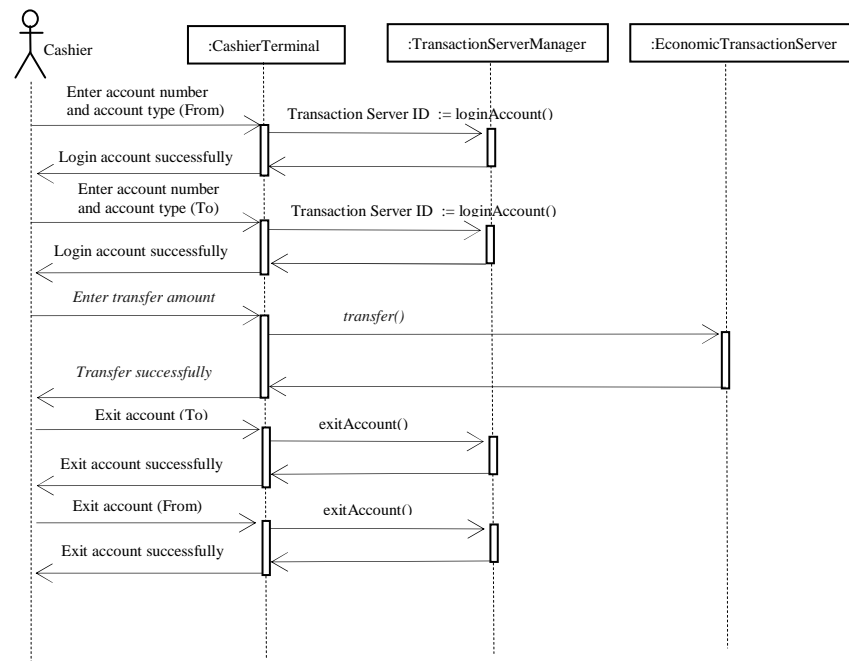 Cashier
:CashierTerminal
:TransactionServerManager
:EconomicTransactionServer
Enter account number
and account type (From)
Transaction Server ID := loginAccount()
Login account successfully
Enter account number
and account type (To)
Transaction Server ID := loginAccount()
Login account successfully
Enter transfer amount
transfer()
Transfer successfully
Exit account (To)
exitAccount()
Exit account successfully
Exit account (From)
exitAccount()
Exit account successfully